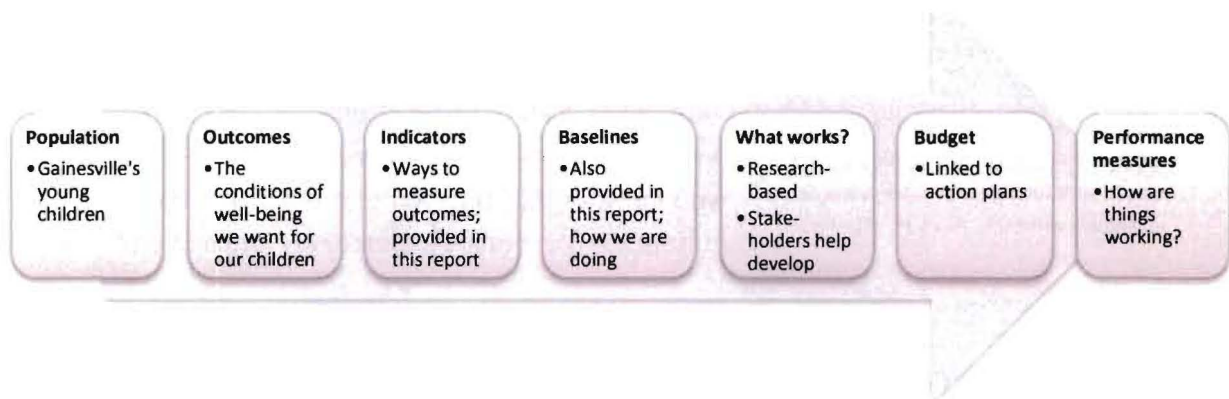 Population
• Gainesville's
young
children
Outcomes
• The
conditions of
well-being
we want for
our children
Indicators
• Ways to
measure
outcomes;
provided in
this report
Baselines
• Also
provided in
this report;
how we are
doing
What works?
• Research-
based
• Stake-
holders help
develop
Budget
• Linked to
action plans
Performance
measures
• How are
things
working?